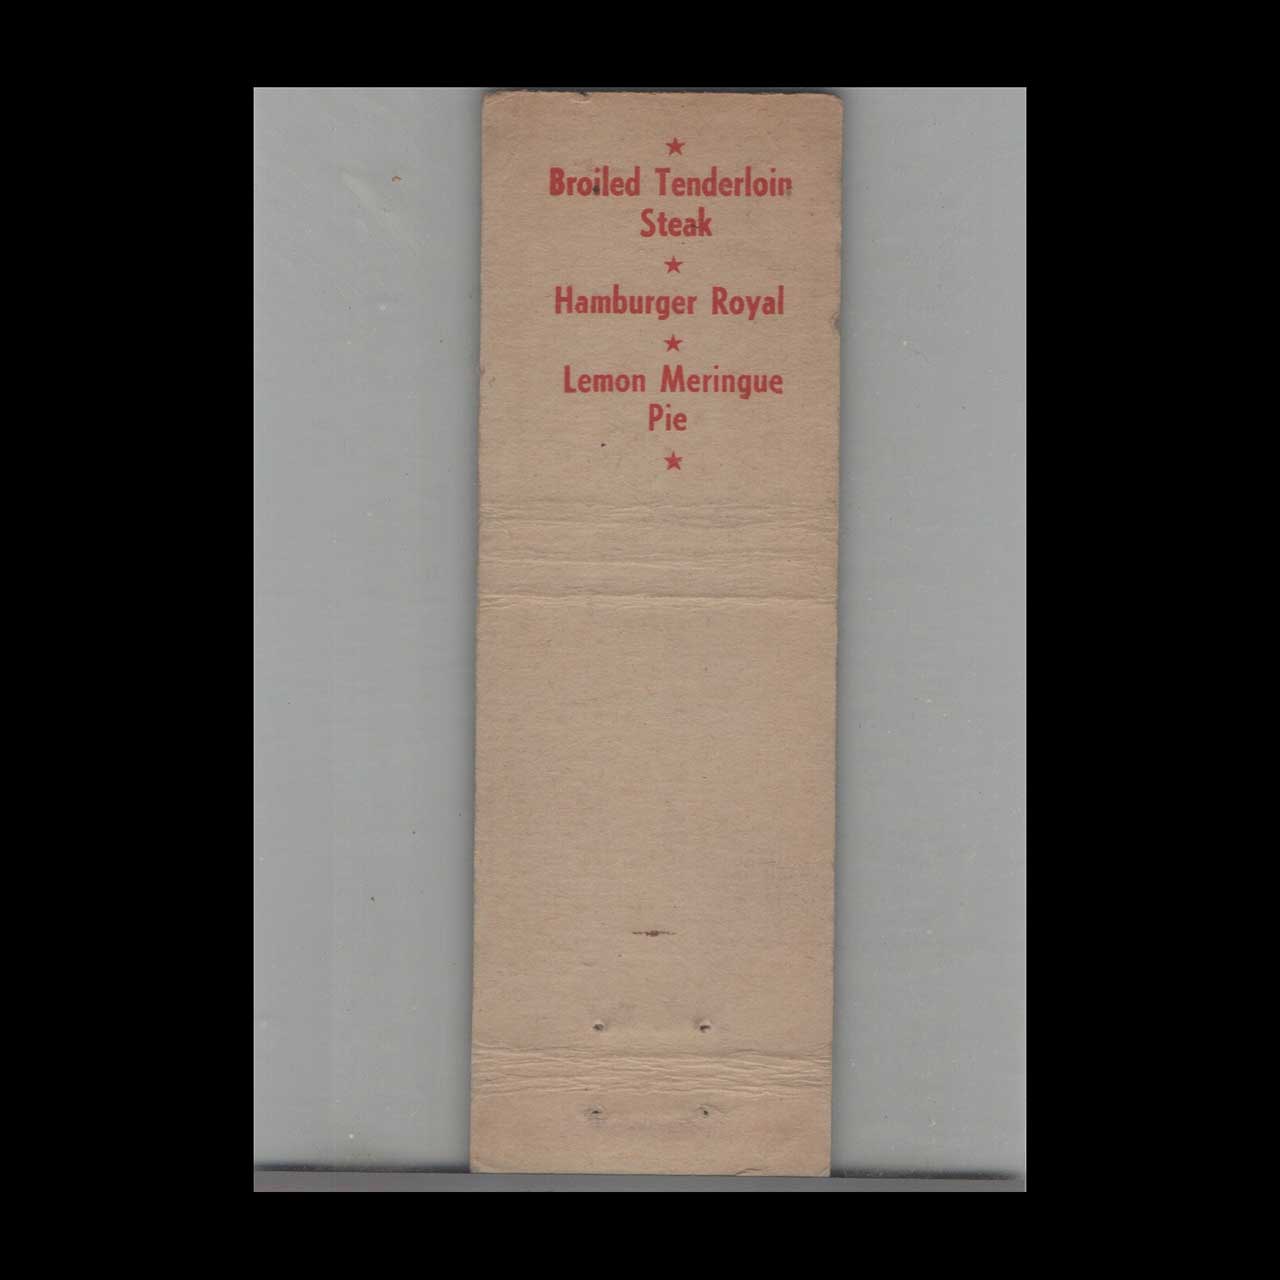 ★
Broiled Tenderloin
Steak
★
Hamburger Royal
★
Lemon Meringue
Pie
★